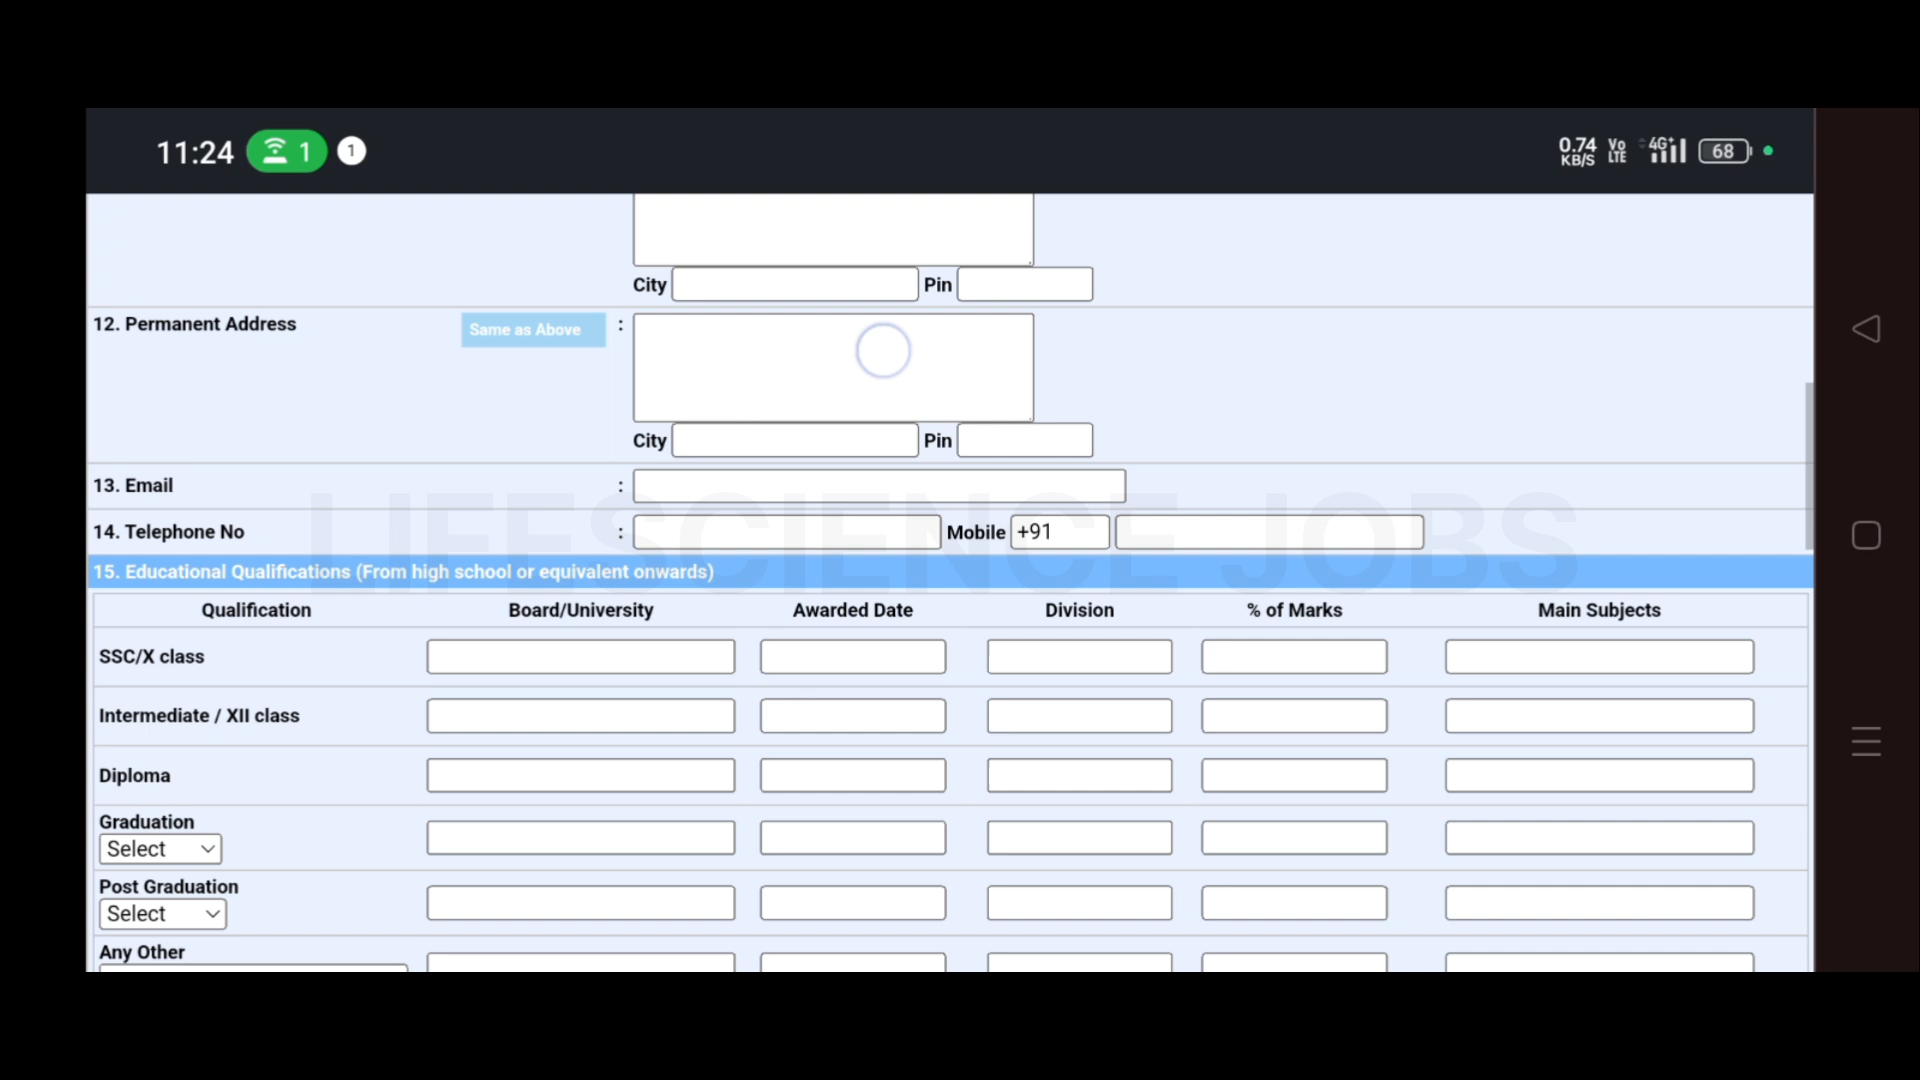 11:24 1 1 0.74 KB/S Vo LTE 4G+ 68
City Pin
12. Permanent Address Same as Above :
City Pin
13. Email :
14. Telephone No : Mobile +91
LIFESCIENCE JOBS
15. Educational Qualifications (From high school or equivalent onwards)
Qualification Board/University Awarded Date Division % of Marks Main Subjects
SSC/X class
Intermediate / XII class
Diploma
Graduation
Select
Post Graduation
Select
Any Other